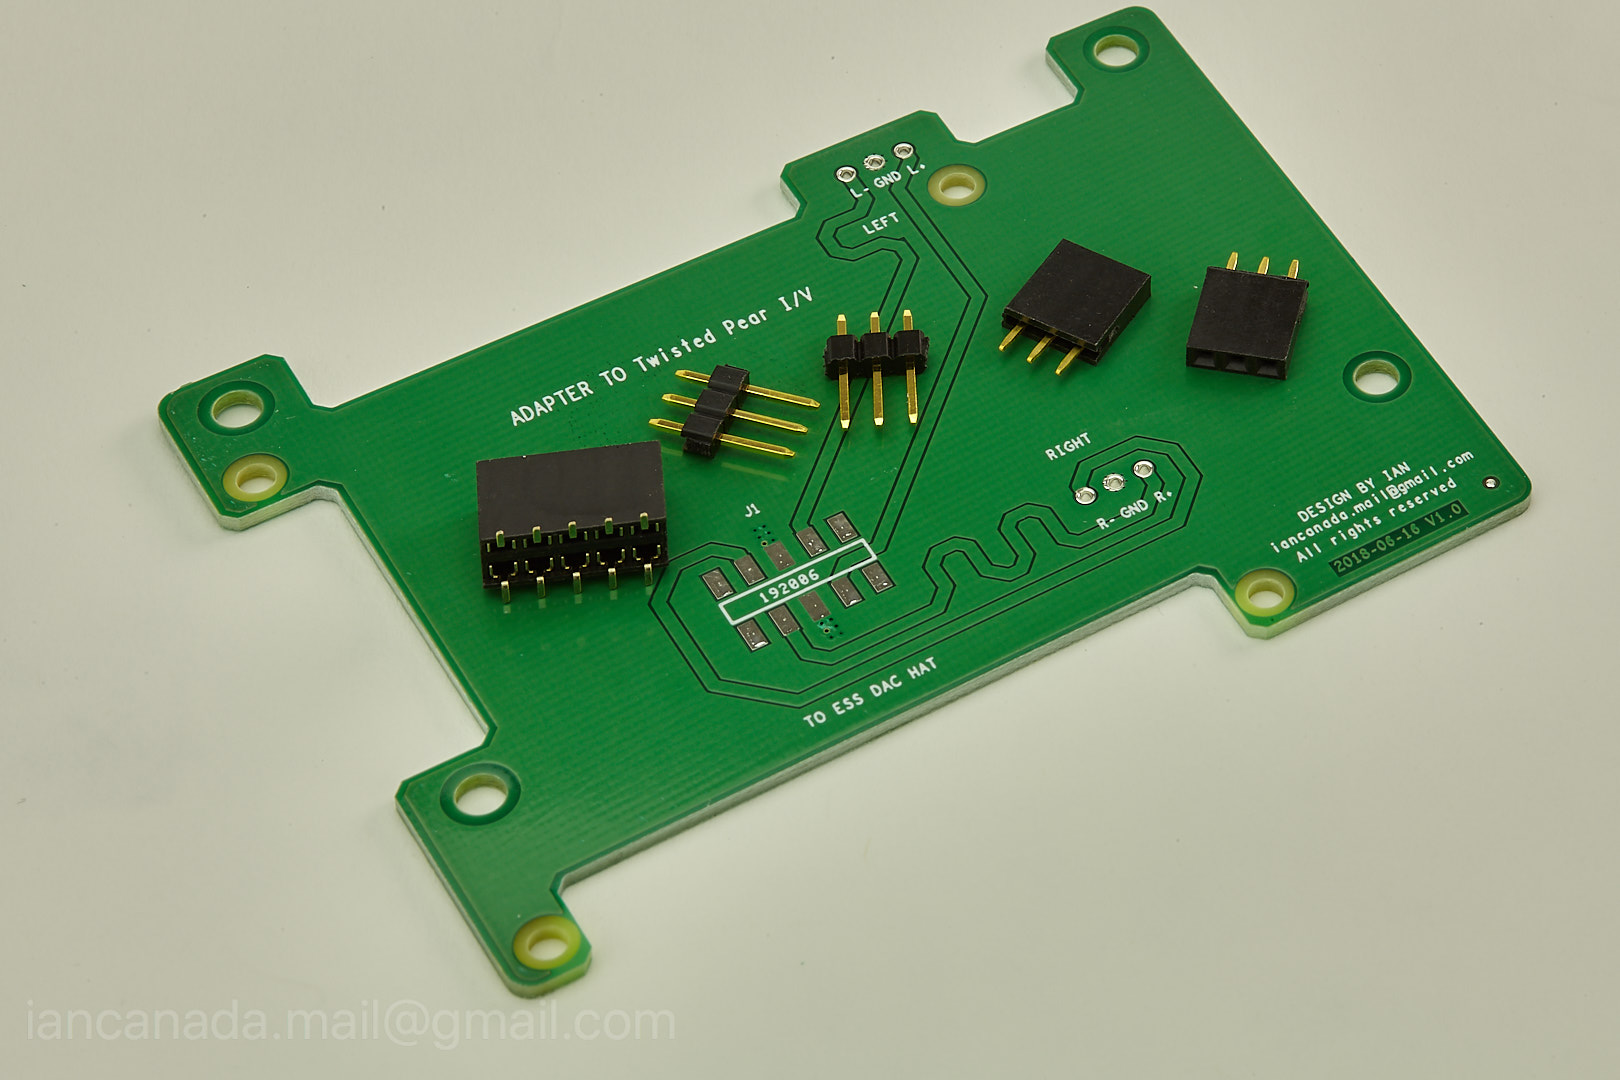 L- GND L+
LEFT
ADAPTER TO Twisted Pear I/V
J1
192006
RIGHT
R- GND R+
TO ESS DAC HAT
DESIGN BY IAN
iancanada.mail@gmail.com
All rights reserved
2018-06-16 V1.0
iancanada.mail@gmail.com